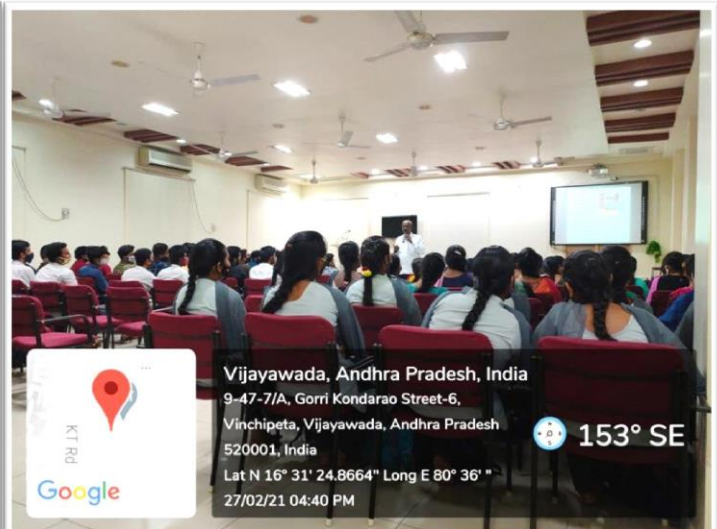 Vijayawada, Andhra Pradesh, India
9-47-7/A, Gorri Kondarao Street-6,
Vinchipeta, Vijayawada, Andhra Pradesh
520001, India
Lat N 16° 31' 24.8664" Long E 80° 36' "
27/02/21 04:40 PM
153° SE
KT Rd
Google